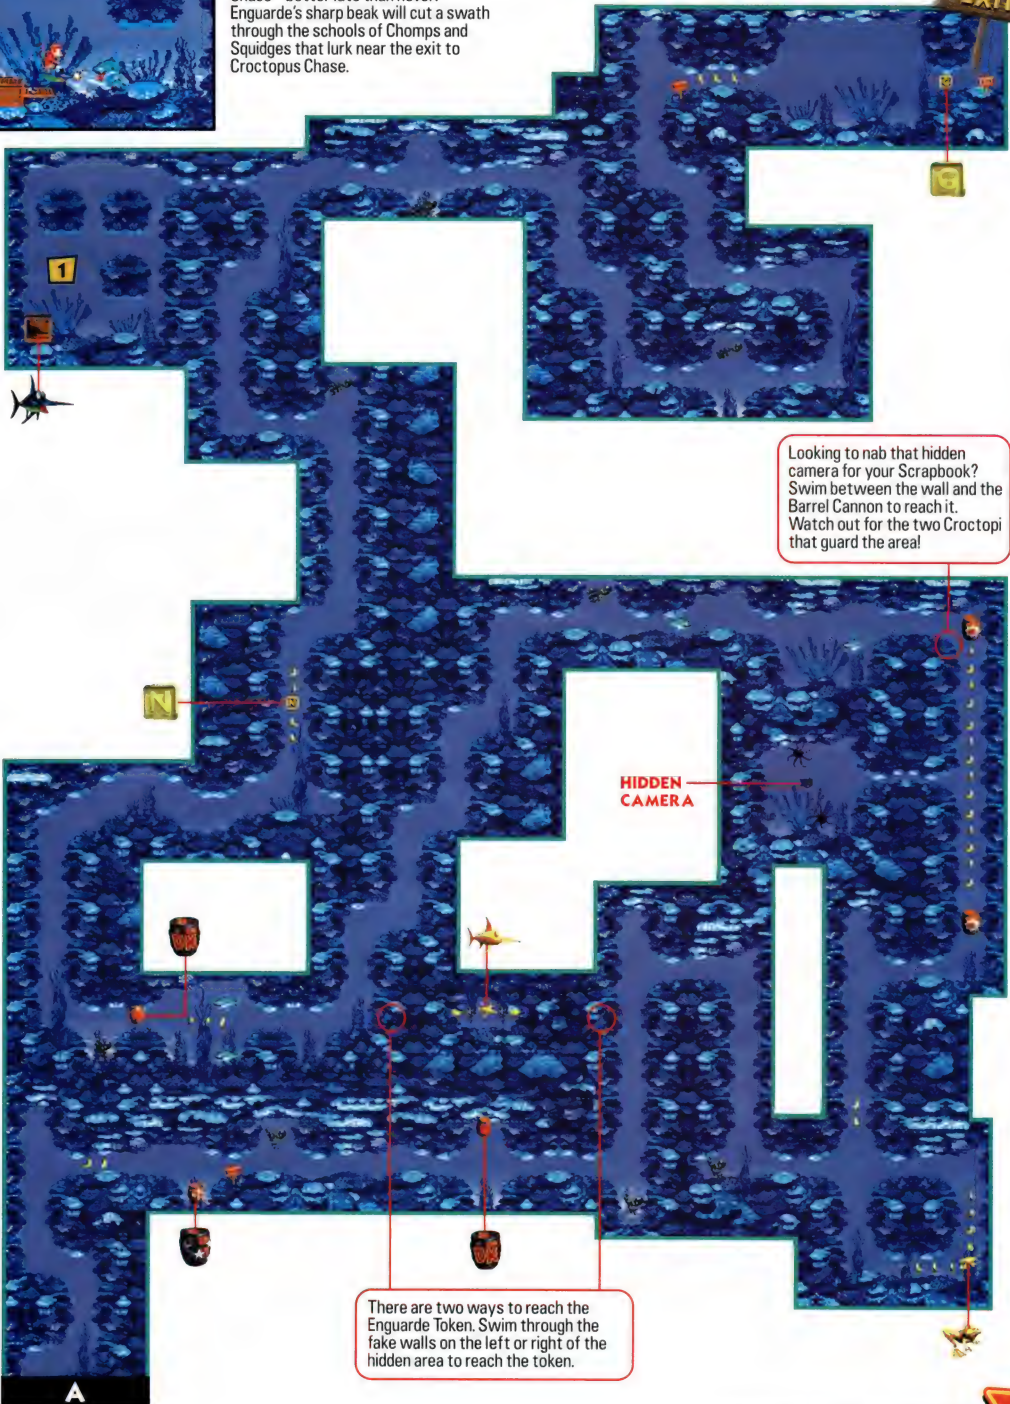 Enguarde's sharp beak will cut a swath
through the schools of Chomps and
Squidges that lurk near the exit to
Croctopus Chase.
EXIT
G
1
Looking to nab that hidden
camera for your Scrapbook?
Swim between the wall and the
Barrel Cannon to reach it.
Watch out for the two Croctopi
that guard the area!
N
N
HIDDEN
CAMERA
DK
DK
There are two ways to reach the
Enguarde Token. Swim through the
fake walls on the left or right of the
hidden area to reach the token.
A